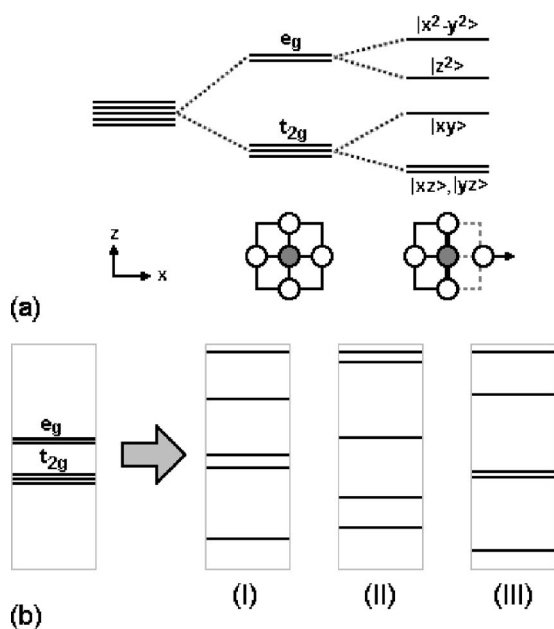 e_g
|x²-y²>
|z²>
t_2g
|xy>
|xz>,|yz>
z
x
(a)
e_g
t_2g
(I)
(II)
(III)
(b)